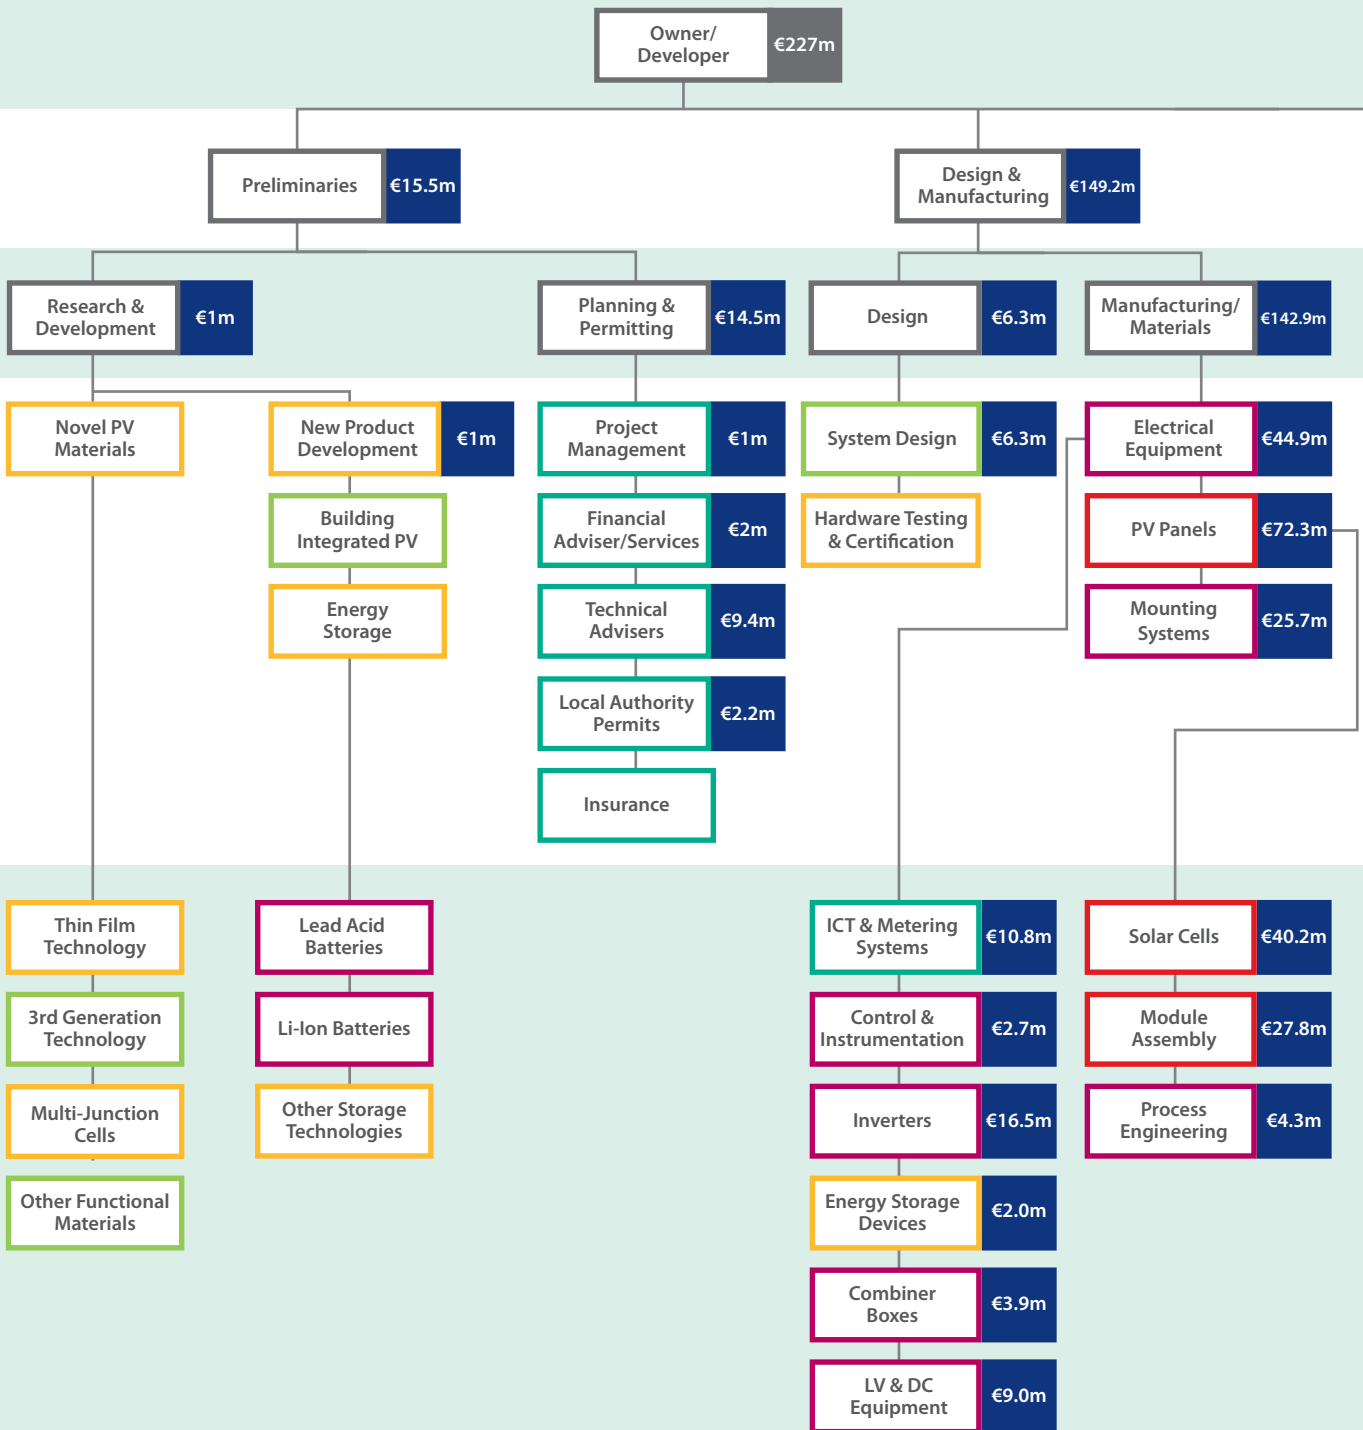 Owner/
Developer
€227m
Preliminaries
€15.5m
Design &
Manufacturing
€149.2m
Research &
Development
€1m
Planning &
Permitting
€14.5m
Design
€6.3m
Manufacturing/
Materials
€142.9m
Novel PV
Materials
New Product
Development
€1m
Building
Integrated PV
Energy
Storage
Project
Management
€1m
Financial
Adviser/Services
€2m
Technical
Advisers
€9.4m
Local Authority
Permits
€2.2m
Insurance
System Design
€6.3m
Hardware Testing
& Certification
Electrical
Equipment
€44.9m
PV Panels
€72.3m
Mounting
Systems
€25.7m
Thin Film
Technology
3rd Generation
Technology
Multi-Junction
Cells
Other Functional
Materials
Lead Acid
Batteries
Li-Ion Batteries
Other Storage
Technologies
ICT & Metering
Systems
€10.8m
Control &
Instrumentation
€2.7m
Inverters
€16.5m
Energy Storage
Devices
€2.0m
Combiner
Boxes
€3.9m
LV & DC
Equipment
€9.0m
Solar Cells
€40.2m
Module
Assembly
€27.8m
Process
Engineering
€4.3m